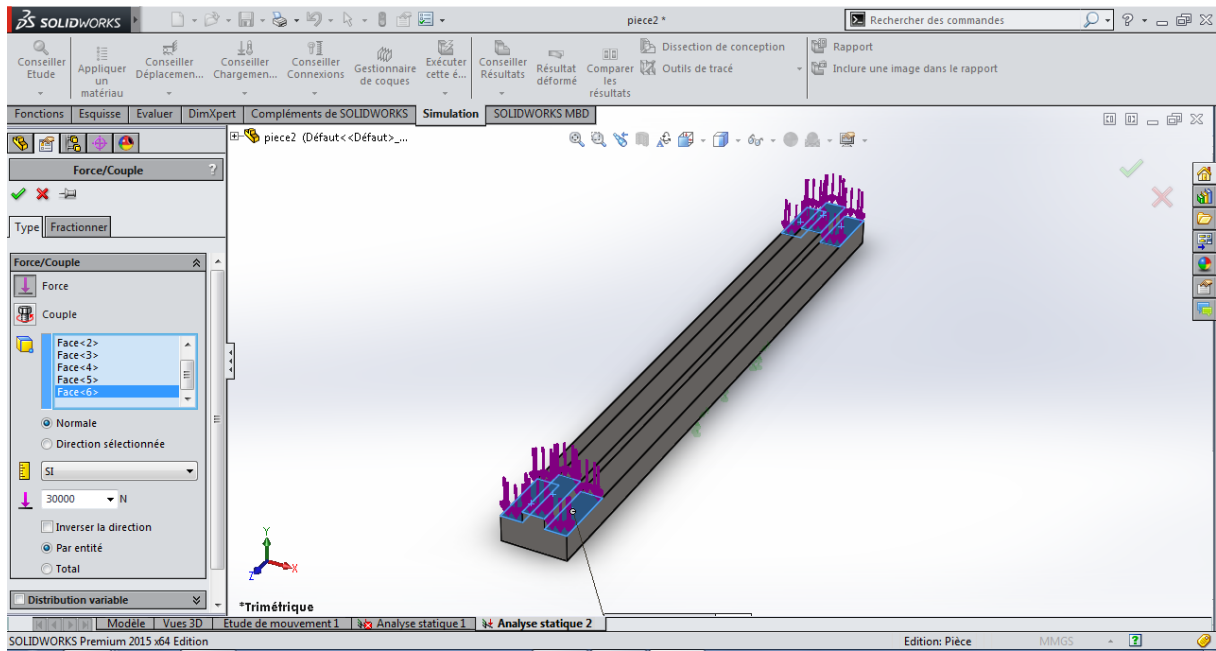 SOLIDWORKS
piece2 *
Rechercher des commandes
Conseiller Etude
Appliquer un matériau
Conseiller Déplacemen...
Conseiller Chargemen...
Conseiller Connexions
Gestionnaire de coques
Exécuter cette é...
Conseiller Résultats
Résultat déformé
Comparer les résultats
Dissection de conception
Outils de tracé
Rapport
Inclure une image dans le rapport
Fonctions Esquisse Evaluer DimXpert Compléments de SOLIDWORKS Simulation SOLIDWORKS MBD
piece2 (Défaut<<Défaut>_...
Force/Couple ?
Type Fractionner
Force/Couple
Force
Couple
Face<2>
Face<3>
Face<4>
Face<5>
Face<6>
Normale
Direction sélectionnée
SI
30000 N
Inverser la direction
Par entité
Total
Distribution variable
Y
X
Z
*Trimétrique
Modèle Vues 3D Etude de mouvement 1 Analyse statique 1 Analyse statique 2
SOLIDWORKS Premium 2015 x64 Edition
Edition: Pièce
MMGS